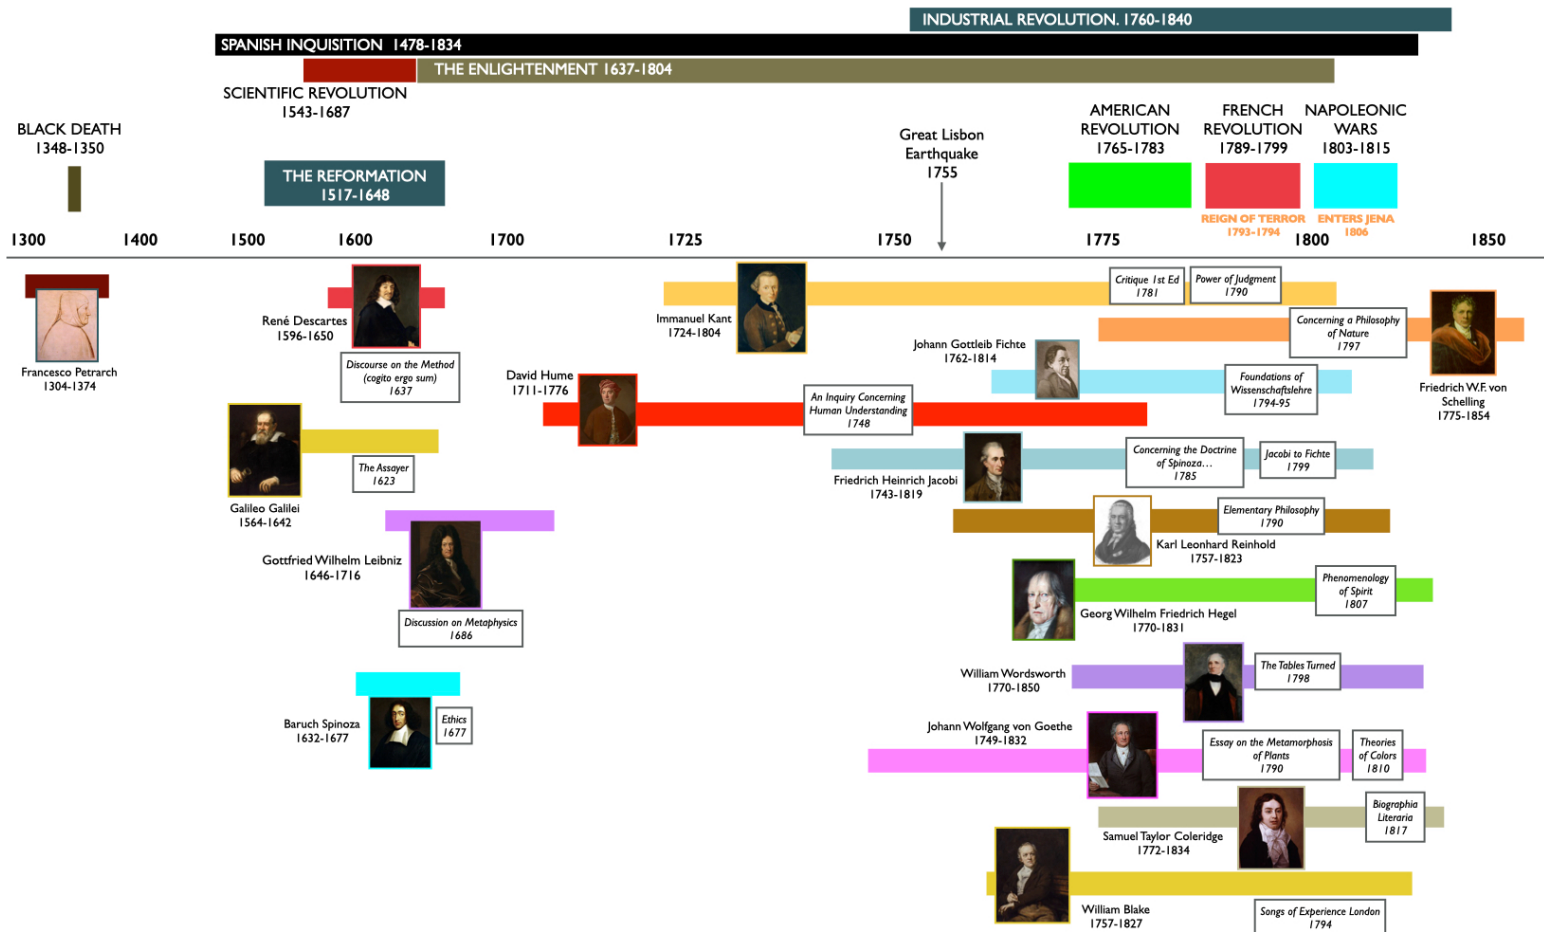 INDUSTRIAL REVOLUTION. 1760-1840
SPANISH INQUISITION 1478-1834
THE ENLIGHTENMENT 1637-1804
SCIENTIFIC REVOLUTION
1543-1687
BLACK DEATH
1348-1350
THE REFORMATION
1517-1648
Great Lisbon
Earthquake
1755
AMERICAN
REVOLUTION
1765-1783
FRENCH
REVOLUTION
1789-1799
NAPOLEONIC
WARS
1803-1815
REIGN OF TERROR
1793-1794
ENTERS JENA
1806
1300
1400
1500
1600
1700
1725
1750
1775
1800
1850
Francesco Petrarch
1304-1374
René Descartes
1596-1650
Discourse on the Method
(cogito ergo sum)
1637
Galileo Galilei
1564-1642
The Assayer
1623
Gottfried Wilhelm Leibniz
1646-1716
Discussion on Metaphysics
1686
Baruch Spinoza
1632-1677
Ethics
1677
David Hume
1711-1776
An Inquiry Concerning
Human Understanding
1748
Immanuel Kant
1724-1804
Critique 1st Ed
1781
Power of Judgment
1790
Concerning a Philosophy
of Nature
1797
Friedrich W.F. von
Schelling
1775-1854
Johann Gottleib Fichte
1762-1814
Foundations of
Wissenschaftslehre
1794-95
Friedrich Heinrich Jacobi
1743-1819
Concerning the Doctrine
of Spinoza...
1785
Jacobi to Fichte
1799
Elementary Philosophy
1790
Karl Leonhard Reinhold
1757-1823
Phenomenology
of Spirit
1807
Georg Wilhelm Friedrich Hegel
1770-1831
William Wordsworth
1770-1850
The Tables Turned
1798
Johann Wolfgang von Goethe
1749-1832
Essay on the Metamorphosis
of Plants
1790
Theories
of Colors
1810
Samuel Taylor Coleridge
1772-1834
Biographia
Literaria
1817
William Blake
1757-1827
Songs of Experience London
1794